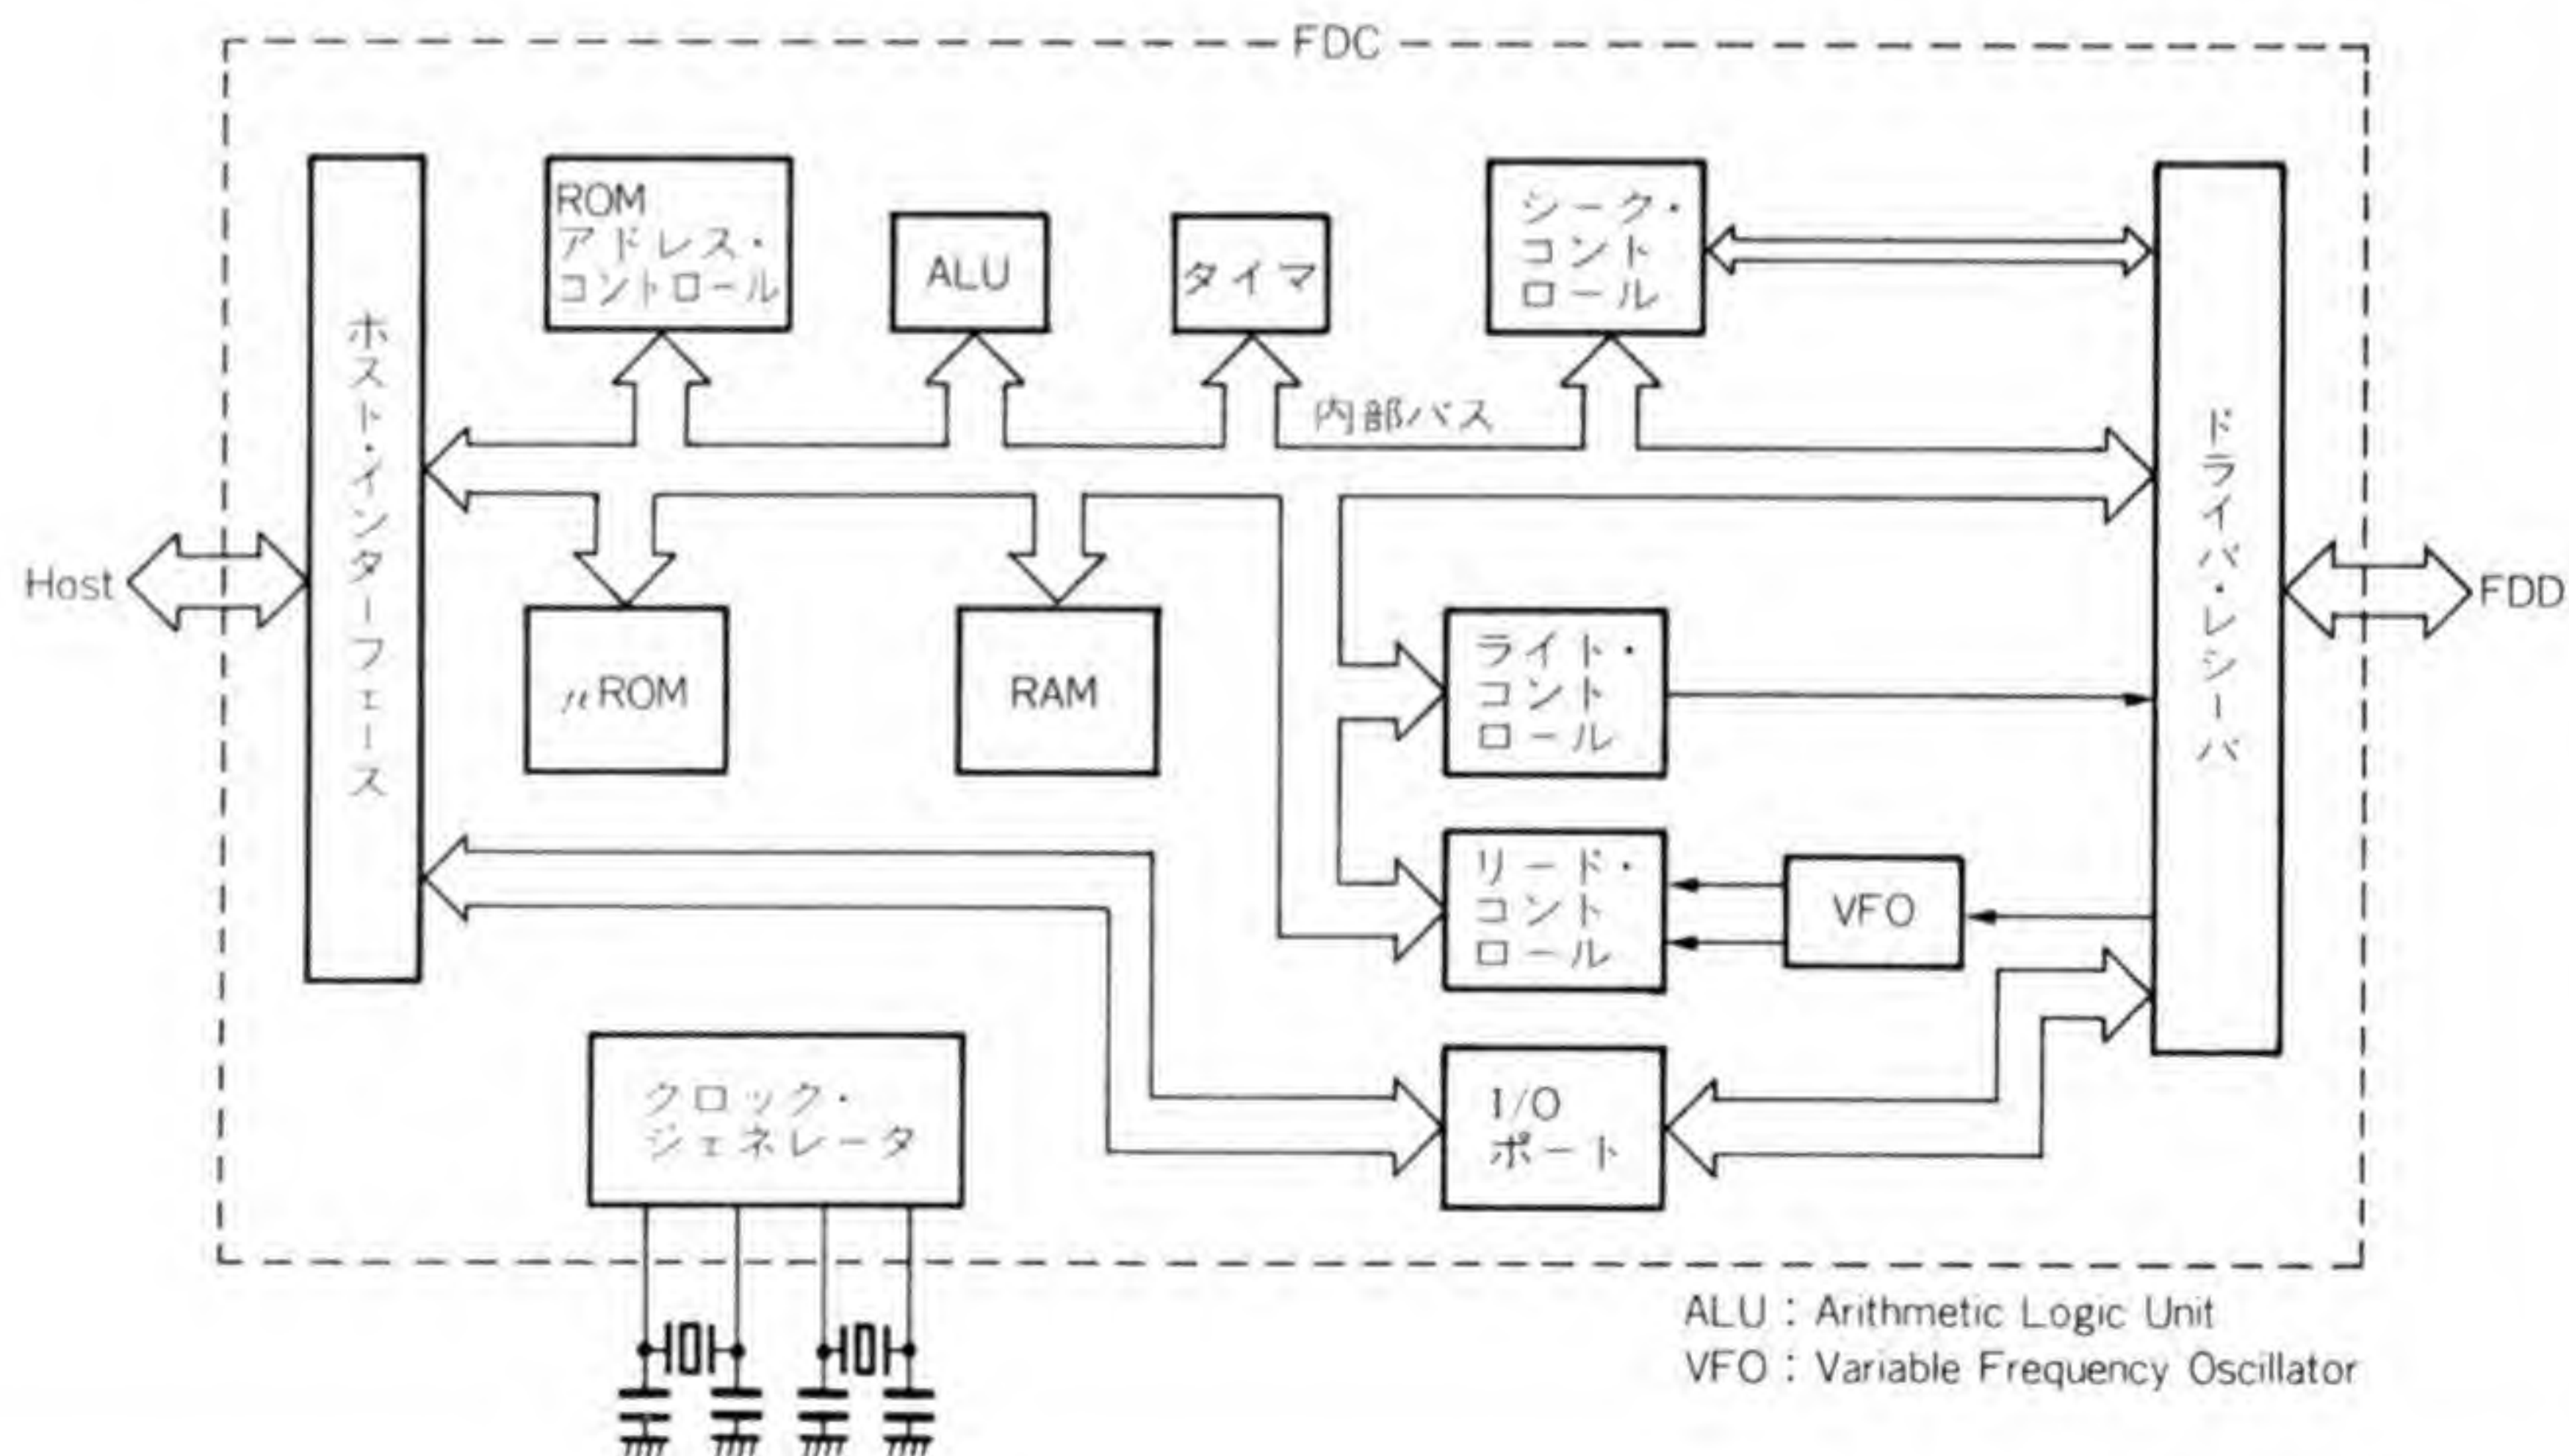 FDC
ROM
アドレス・
コントロール
ALU
タイマ
シーク・
コント
ロール
内部バス
ホスト・インターフェース
ドライバ・レシーバ
Host
FDD
μROM
RAM
ライト・
コント
ロール
リード・
コント
ロール
VFO
クロック・
ジェネレータ
I/O
ポート
ALU : Arithmetic Logic Unit
VFO : Variable Frequency Oscillator